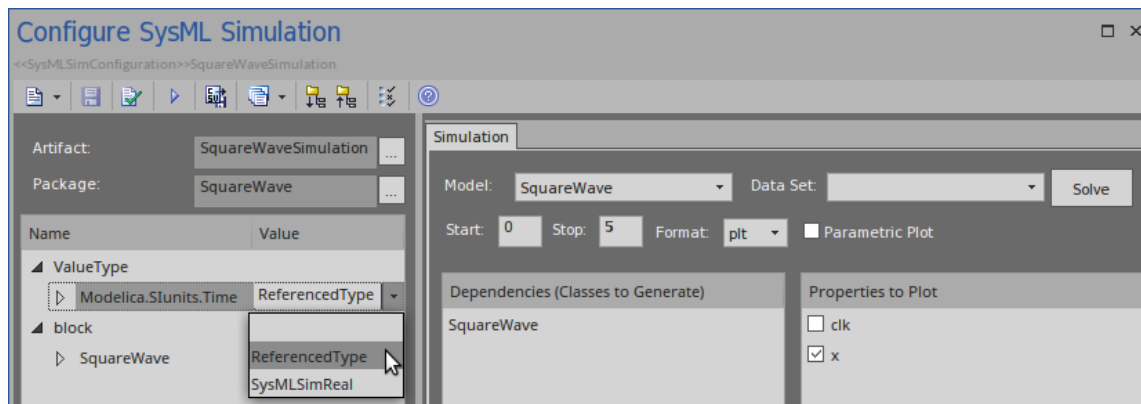 Configure SysML Simulation
<<SysMLSimConfiguration>>SquareWaveSimulation
Artifact: SquareWaveSimulation ...
Package: SquareWave ...
Name Value
ValueType
Modelica.SIunits.Time ReferencedType
block
SquareWave
ReferencedType
SysMLSimReal
Simulation
Model: SquareWave Data Set: Solve
Start: 0 Stop: 5 Format: plt Parametric Plot
Dependencies (Classes to Generate)
SquareWave
Properties to Plot
clk
x